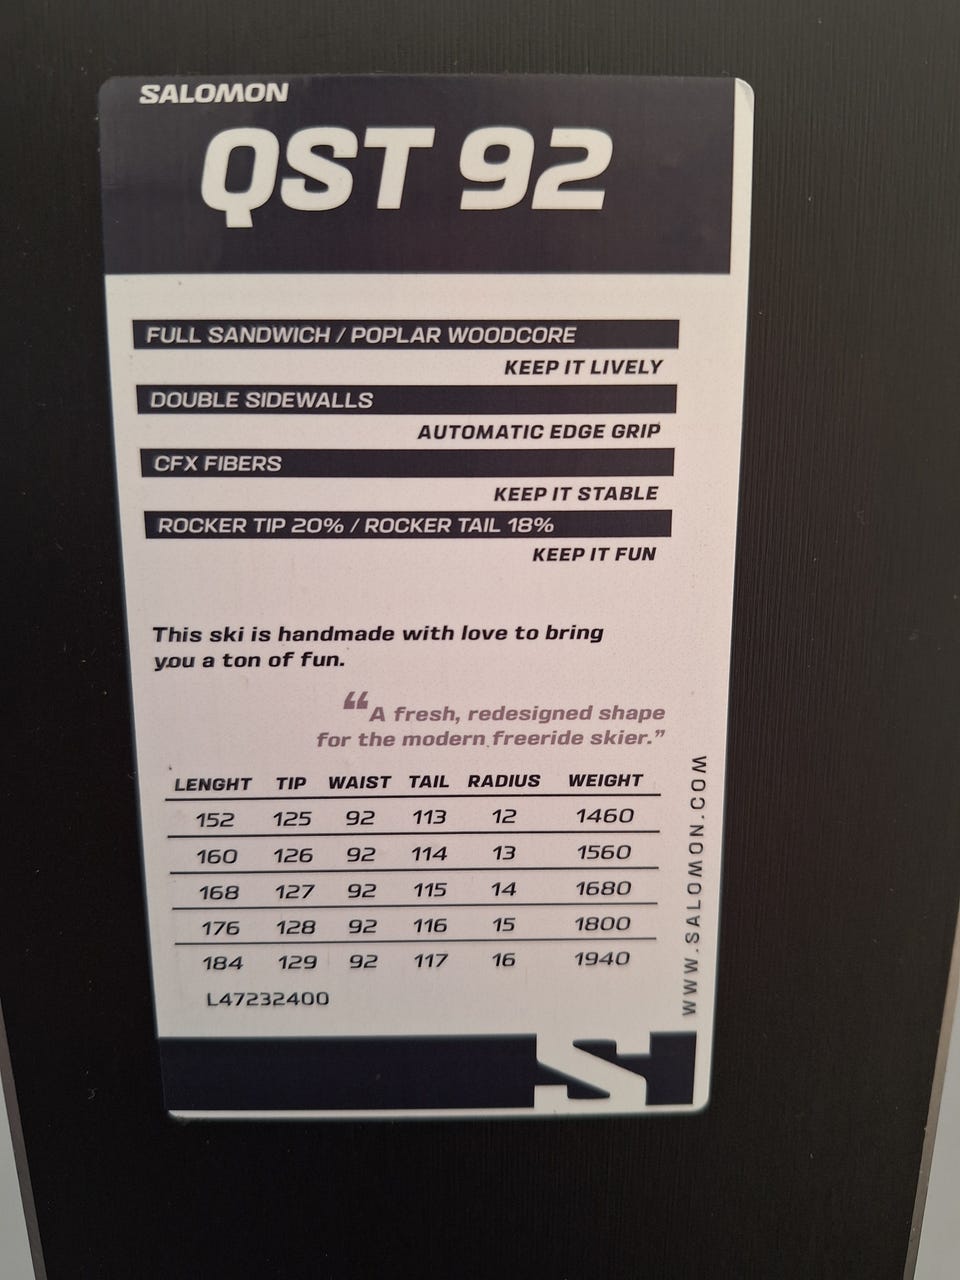 SALOMON
QST 92
FULL SANDWICH / POPLAR WOODCORE
KEEP IT LIVELY
DOUBLE SIDEWALLS
AUTOMATIC EDGE GRIP
CFX FIBERS
KEEP IT STABLE
ROCKER TIP 20% / ROCKER TAIL 18%
KEEP IT FUN
This ski is handmade with love to bring
you a ton of fun.
“A fresh, redesigned shape
for the modern freeride skier.”
LENGHT TIP WAIST TAIL RADIUS WEIGHT
152 125 92 113 12 1460
160 126 92 114 13 1560
168 127 92 115 14 1680
176 128 92 116 15 1800
184 129 92 117 16 1940
L47232400
WWW.SALOMON.COM